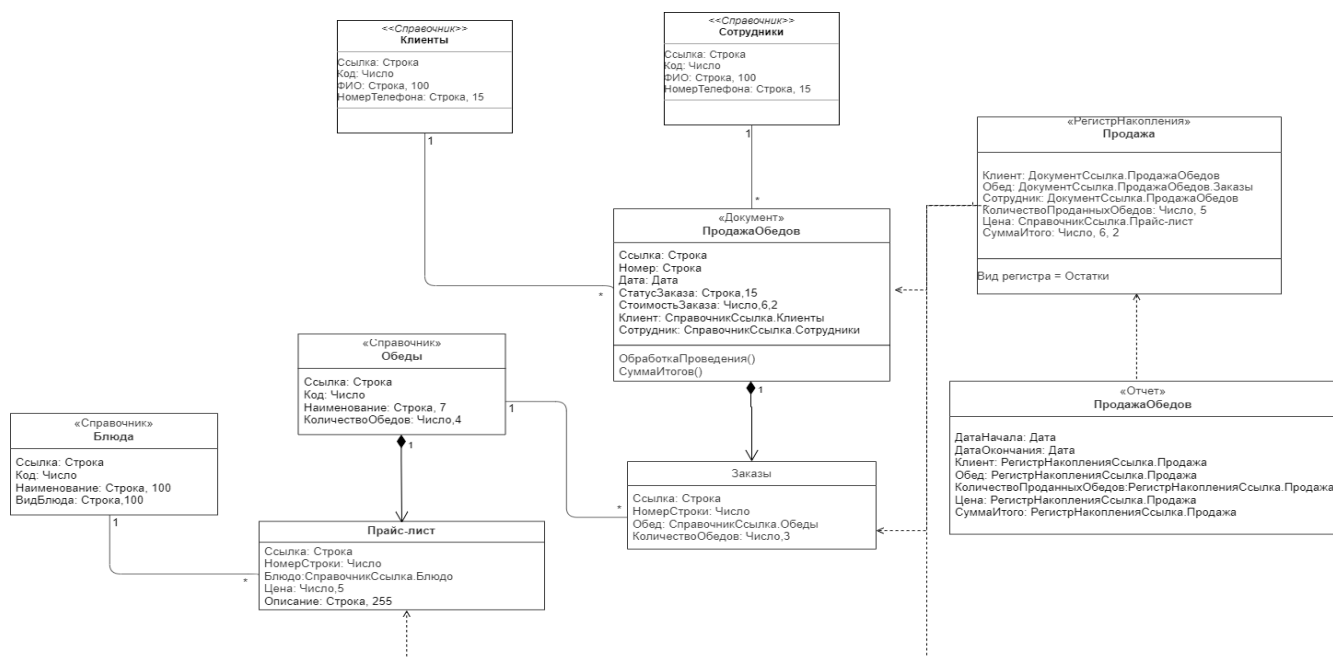 <<Справочник>>
Клиенты
Ссылка: Строка
Код: Число
ФИО: Строка, 100
НомерТелефона: Строка, 15
1
<<Справочник>>
Сотрудники
Ссылка: Строка
Код: Число
ФИО: Строка, 100
НомерТелефона: Строка, 15
1
«РегистрНакопления»
Продажа
Клиент: ДокументСсылка.ПродажаОбедов
Обед: ДокументСсылка.ПродажаОбедов.Заказы
Сотрудник: ДокументСсылка.ПродажаОбедов
КоличествоПроданныхОбедов: Число, 5
Цена: СправочникСсылка.Прайс-лист
СуммаИтого: Число, 6, 2
Вид регистра = Остатки
*
«Документ»
ПродажаОбедов
Ссылка: Строка
Номер: Строка
Дата: Дата
СтатусЗаказа: Строка,15
СтоимостьЗаказа: Число,6,2
Клиент: СправочникСсылка.Клиенты
Сотрудник: СправочникСсылка.Сотрудники
ОбработкаПроведения()
СуммаИтогов()
*
1
«Справочник»
Обеды
Ссылка: Строка
Код: Число
Наименование: Строка, 7
КоличествоОбедов: Число,4
1
1
«Отчет»
ПродажаОбедов
ДатаНачала: Дата
ДатаОкончания: Дата
Клиент: РегистрНакопленияСсылка.Продажа
Обед: РегистрНакопленияСсылка.Продажа
КоличествоПроданныхОбедов:РегистрНакопленияСсылка.Продажа
Цена: РегистрНакопленияСсылка.Продажа
СуммаИтого: РегистрНакопленияСсылка.Продажа
«Справочник»
Блюда
Ссылка: Строка
Код: Число
Наименование: Строка, 100
ВидБлюда: Строка,100
1
Заказы
Ссылка: Строка
НомерСтроки: Число
Обед: СправочникСсылка.Обеды
КоличествоОбедов: Число,3
*
Прайс-лист
Ссылка: Строка
НомерСтроки: Число
Блюдо:СправочникСсылка.Блюдо
Цена: Число,5
Описание: Строка, 255
*